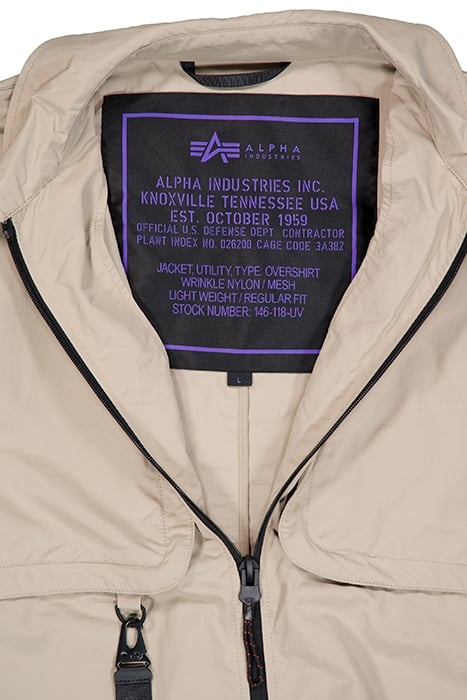 ALPHA
INDUSTRIES
ALPHA INDUSTRIES INC.
KNOXVILLE TENNESSEE USA
EST. OCTOBER 1959
OFFICIAL U.S. DEFENSE DEPT. CONTRACTOR
PLANT INDEX NO. 026200 CAGE CODE 3A382
JACKET, UTILITY, TYPE: OVERSHIRT
WRINKLE NYLON / MESH
LIGHT WEIGHT / REGULAR FIT
STOCK NUMBER: 146-118-UV
L